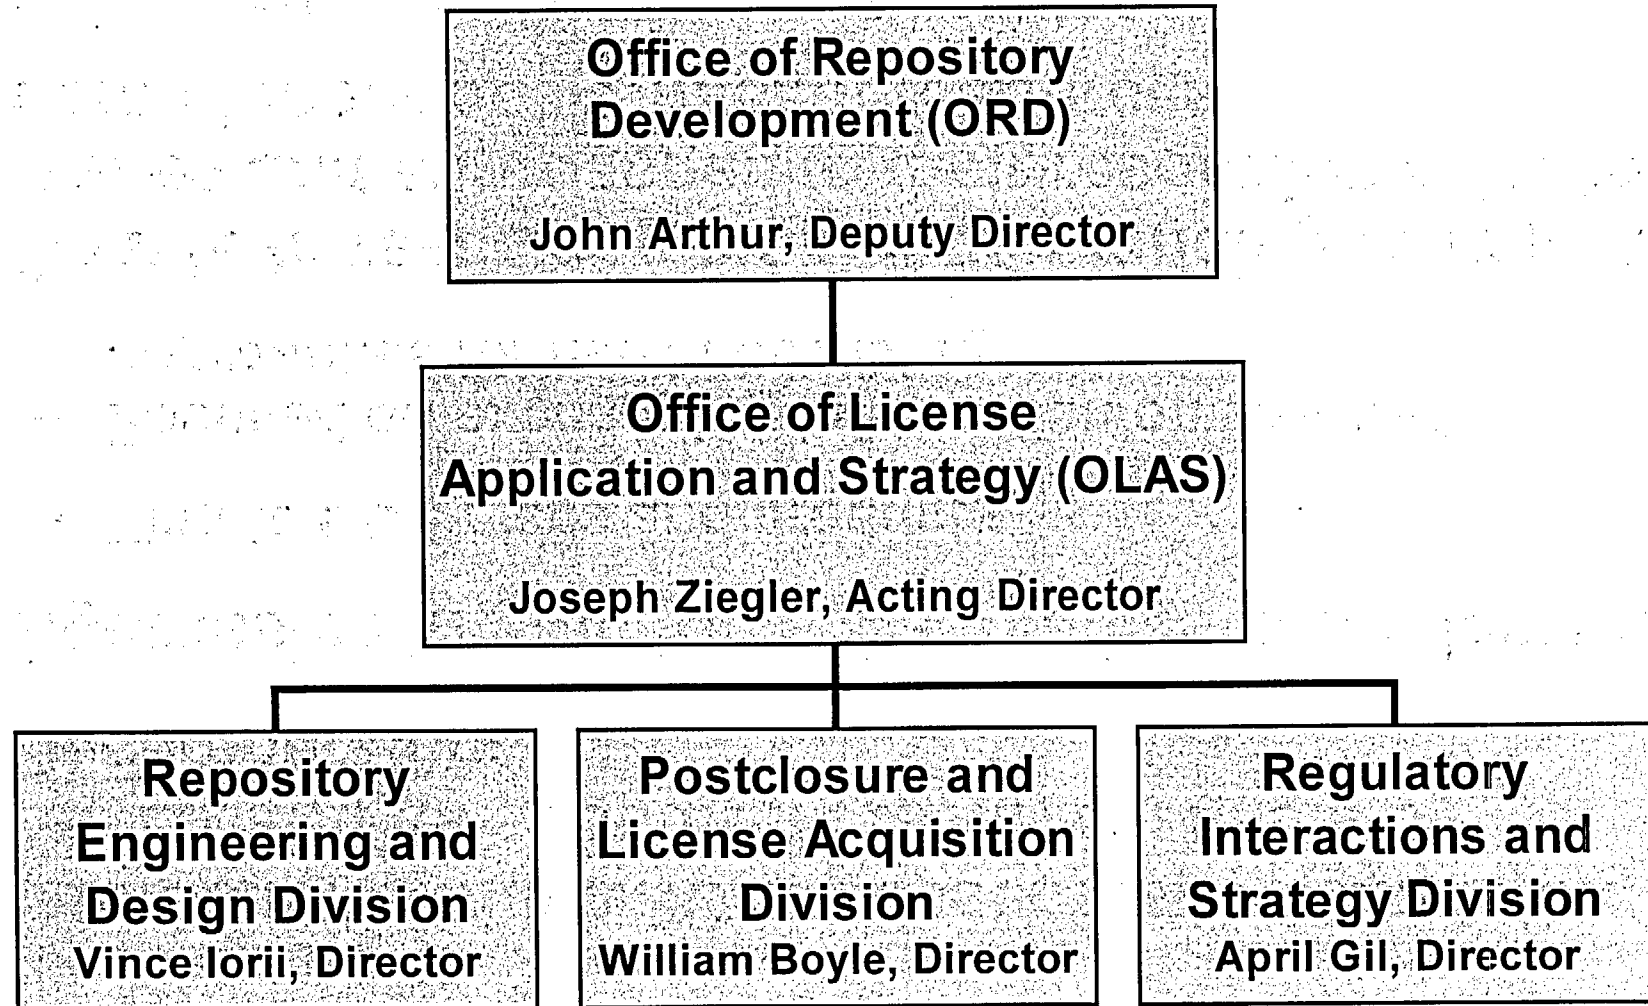 Office of Repository
Development (ORD)
John Arthur, Deputy Director
Office of License
Application and Strategy (OLAS)
Joseph Ziegler, Acting Director
Repository
Engineering and
Design Division
Vince Iorii, Director
Postclosure and
License Acquisition
Division
William Boyle, Director
Regulatory
Interactions and
Strategy Division
April Gil, Director